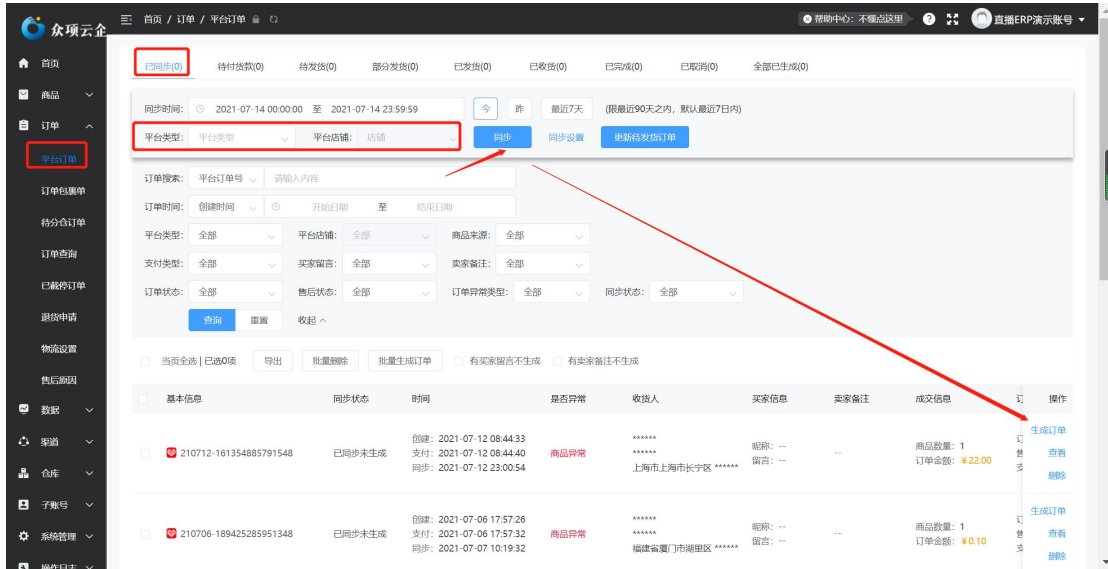 众项云企
首页 / 订单 / 平台订单
帮助中心：不懂点这里
直播ERP演示账号
首页
商品
订单
平台订单
订单包裹单
待分仓订单
订单查询
已截停订单
退货申请
物流设置
售后原因
数据
渠道
仓库
子账号
系统管理
操作日志
已同步(0) 待付货款(0) 待发货(0) 部分发货(0) 已发货(0) 已收货(0) 已完成(0) 已取消(0) 全部已生成(0)
同步时间: 2021-07-14 00:00:00 至 2021-07-14 23:59:59 今 昨 最近7天 (限最近90天之内，默认最近7日内)
平台类型: 平台类型 平台店铺: 店铺 同步 同步设置 更新待发货订单
订单搜索: 平台订单号 请输入内容
订单时间: 创建时间 开始日期 至 结束日期
平台类型: 全部 平台店铺: 全部 商品来源: 全部
支付类型: 全部 买家留言: 全部 卖家备注: 全部
订单状态: 全部 售后状态: 全部 订单异常类型: 全部 同步状态: 全部
查询 重置 收起
当页全选 | 已选0项 导出 批量删除 批量生成订单 有买家留言不生成 有卖家备注不生成
基本信息 同步状态 时间 是否异常 收货人 买家信息 卖家备注 成交信息 操作
210712-161354885791548 已同步未生成
创建: 2021-07-12 08:44:33
支付: 2021-07-12 08:44:40
同步: 2021-07-12 23:00:54
商品异常
******
******
上海市上海市长宁区 ******
昵称: --
留言: --
--
商品数量: 1
订单金额: ¥22.00
生成订单
查看
删除
210706-189425285951348 已同步未生成
创建: 2021-07-06 17:57:26
支付: 2021-07-06 17:57:32
同步: 2021-07-07 10:19:32
商品异常
******
******
福建省厦门市湖里区 ******
昵称: --
留言: --
--
商品数量: 1
订单金额: ¥0.10
生成订单
查看
删除